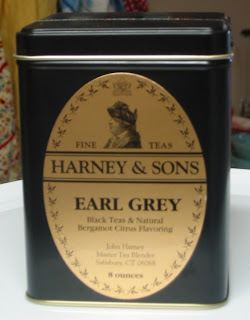 FINE TEAS
HARNEY & SONS
EARL GREY
Black Teas & Natural
Bergamot Citrus Flavoring
John Harney
Master Tea Blender
Salisbury, CT 06068
8 ounces